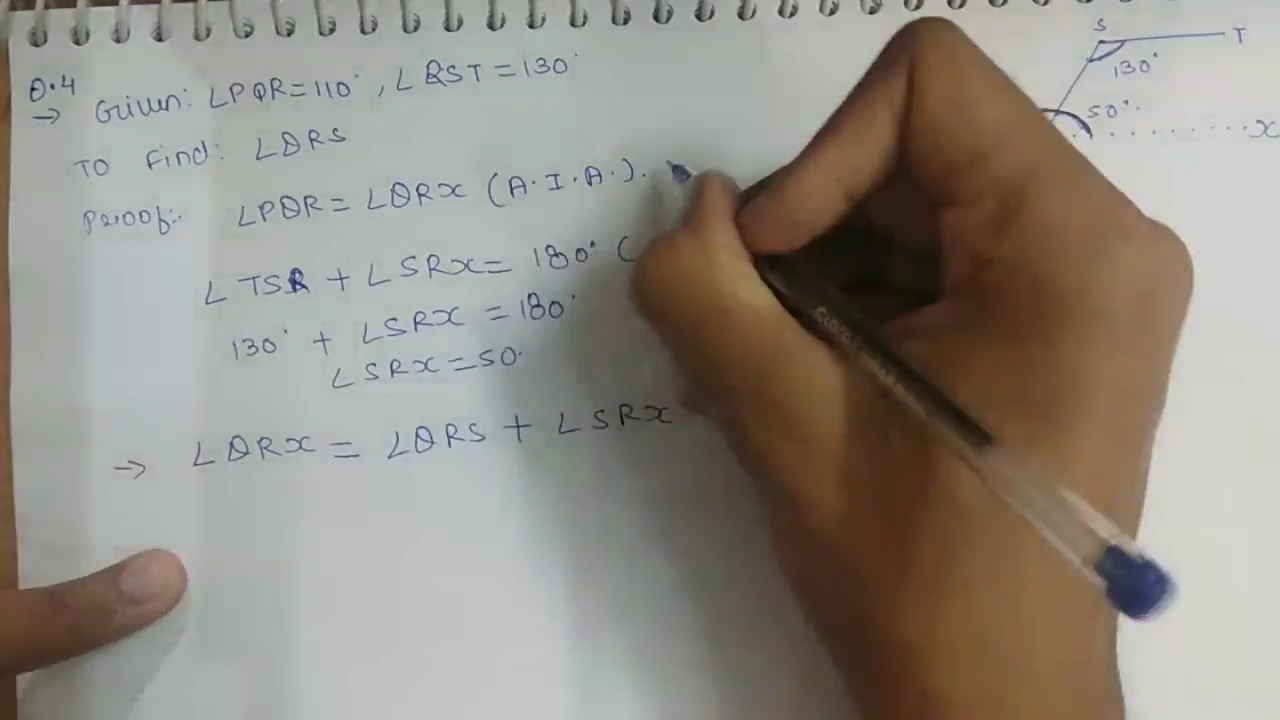 Q.4
→ Given: ∠PQR = 110°, ∠QST = 130°
To Find: ∠QRS
Proof:- ∠PQR = ∠QRX (A.I.A.).
∠TSR + ∠SRX = 180° (
130° + ∠SRX = 180°
∠SRX = 50°
→ ∠QRX = ∠QRS + ∠SRX
S
T
130°
50°
X